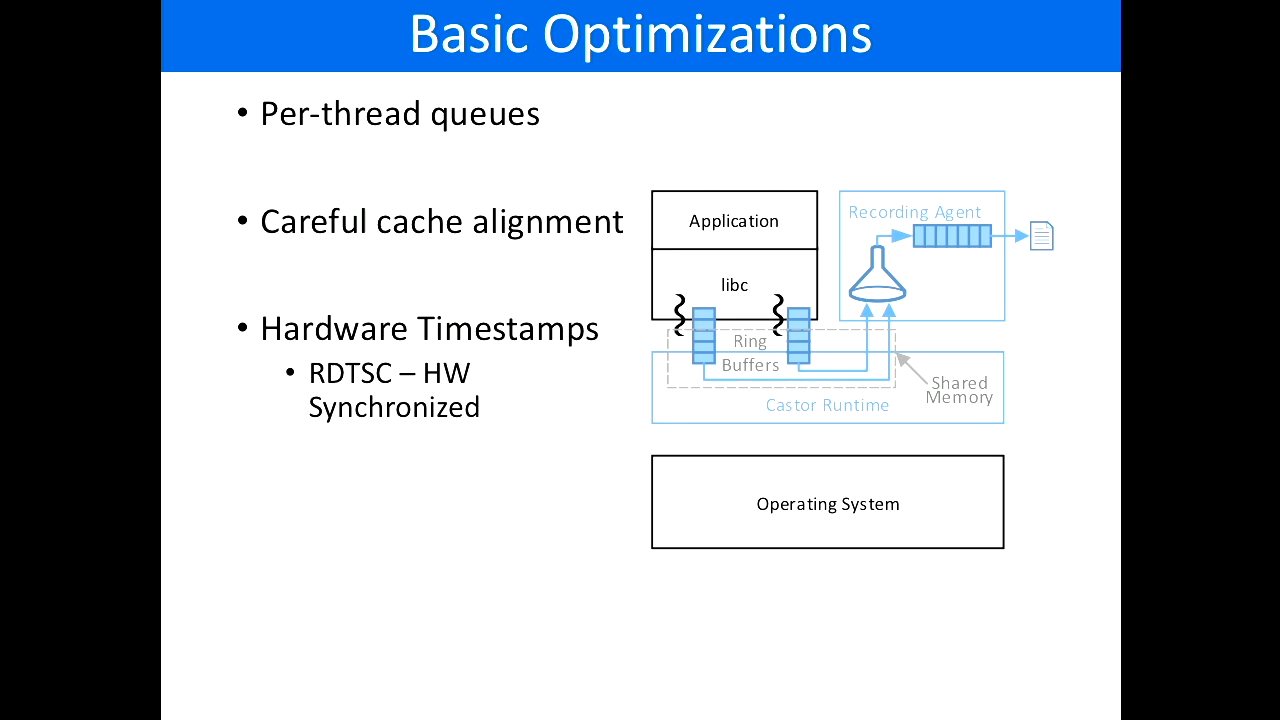 Basic Optimizations
• Per-thread queues
• Careful cache alignment
• Hardware Timestamps
• RDTSC – HW
Synchronized
Application
libc
Recording Agent
Ring
Buffers
Shared
Memory
Castor Runtime
Operating System